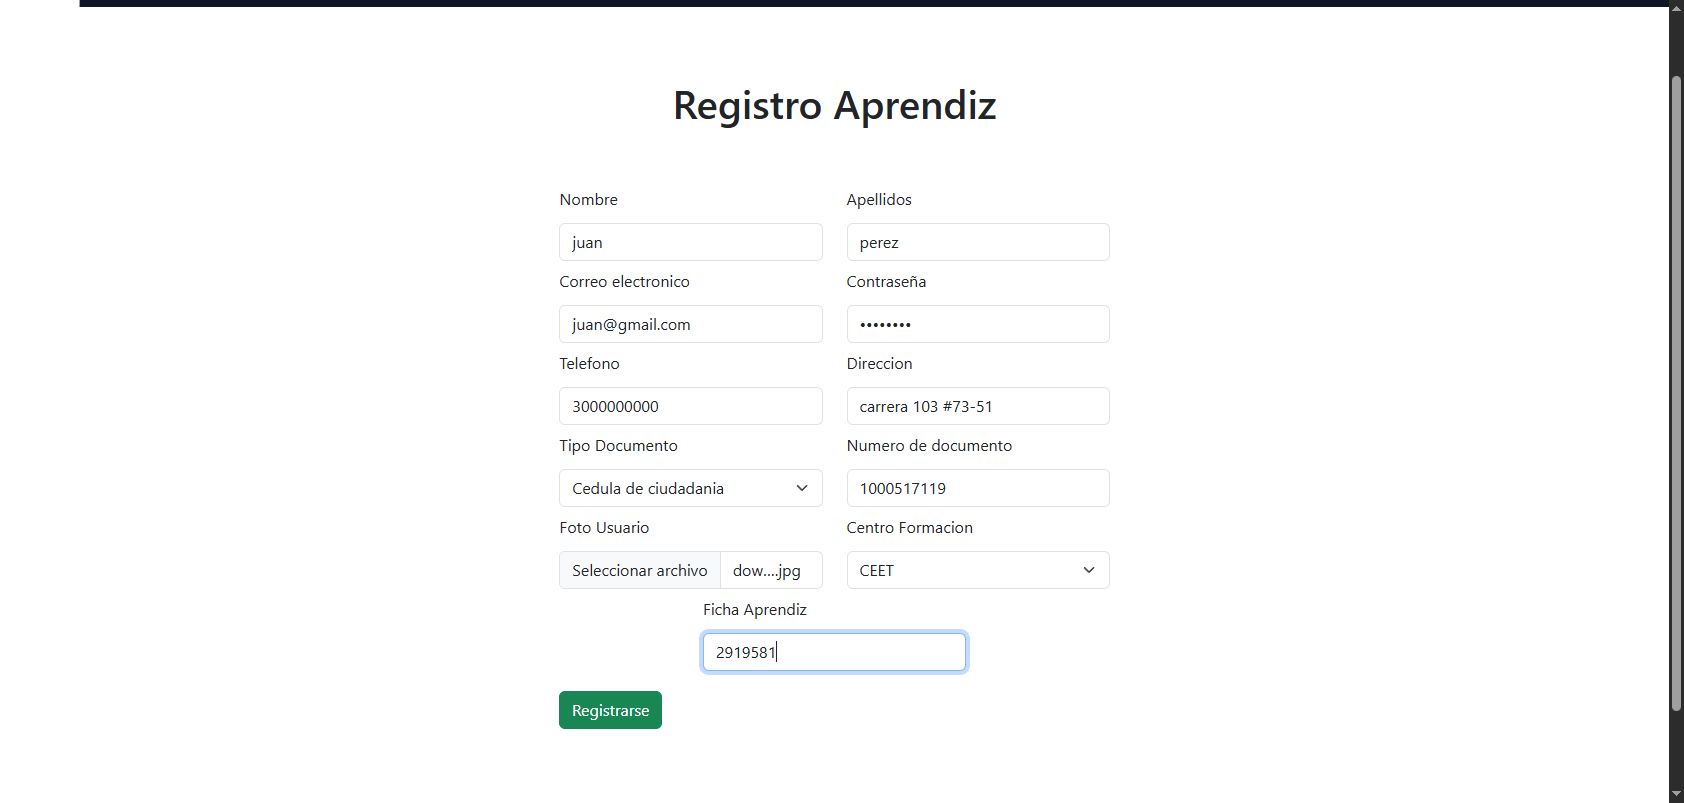 Registro Aprendiz
Nombre Apellidos
juan perez
Correo electronico Contraseña
juan@gmail.com ••••••••
Telefono Direccion
3000000000 carrera 103 #73-51
Tipo Documento Numero de documento
Cedula de ciudadania 1000517119
Foto Usuario Centro Formacion
Seleccionar archivo dow....jpg CEET
Ficha Aprendiz
2919581
Registrarse